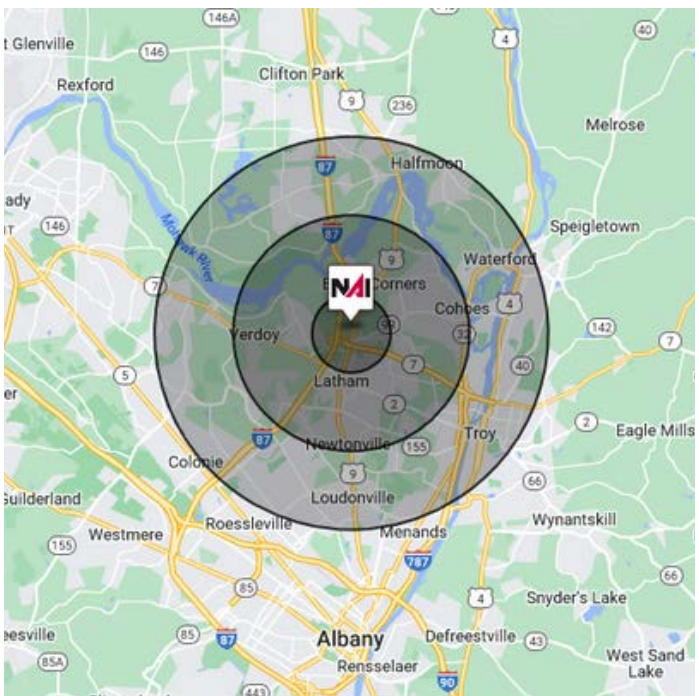 146A
4
40
t Glenville
146
Clifton Park
Rexford
9
236
Melrose
87
Halfmoon
ady
146
Speigletown
Mohawk River
87
9
Waterford
7
NAI
Corners
Cohoes
4
9
Verdoy
32
142
7
5
7
40
er
Latham
2
2
Eagle Mills
87
Newtonville
155
Troy
Colonie
9
66
Guilderland
Loudonville
Roessleville
Menands
Wynantskill
Westmere
155
787
66
85
4
Snyder's Lake
eesville
85
87
Albany
Defreestville
43
85A
Rensselaer
West Sand
Lake
443
90